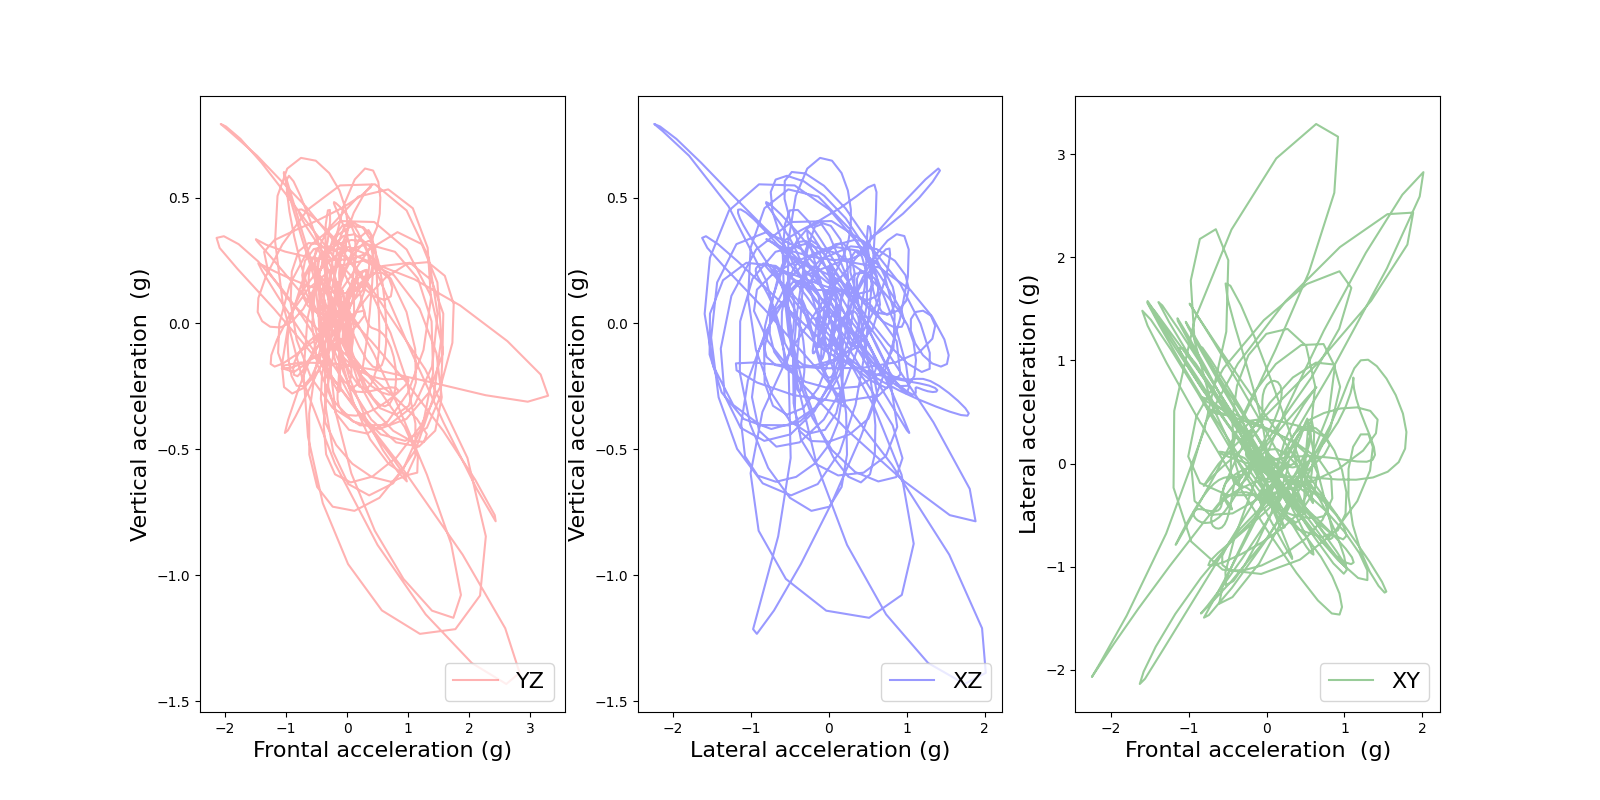 Vertical acceleration  (g)
0.5
0.0
−0.5
−1.0
−1.5
−2 −1 0 1 2 3
Frontal acceleration (g)
YZ
Vertical acceleration  (g)
0.5
0.0
−0.5
−1.0
−1.5
−2 −1 0 1 2
Lateral acceleration (g)
XZ
Lateral acceleration (g)
3
2
1
0
−1
−2
−2 −1 0 1 2
Frontal acceleration  (g)
XY